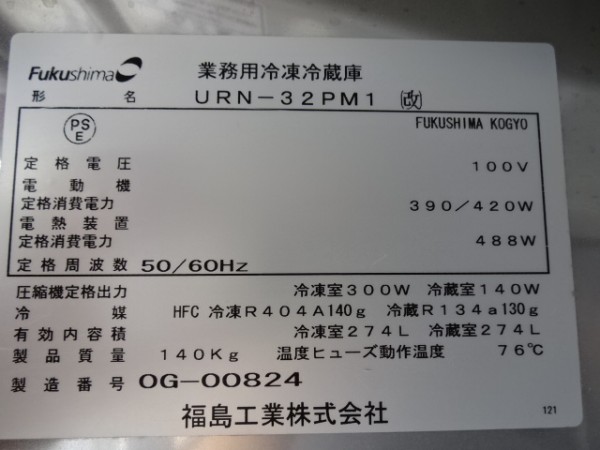 Fukushima 業務用冷凍冷蔵庫
形名 URN-32PM1 (改)
PS E FUKUSHIMA KOGYO
定格電圧 100V
電動機
定格消費電力 390/420W
電熱装置
定格消費電力 488W
定格周波数 50/60Hz
圧縮機定格出力 冷凍室300W 冷蔵室140W
冷媒 HFC 冷凍R404A140g 冷蔵R134a130g
有効内容積 冷凍室274L 冷蔵室274L
製品質量 140Kg 温度ヒューズ動作温度 76℃
製造番号 OG-00824
福島工業株式会社 121